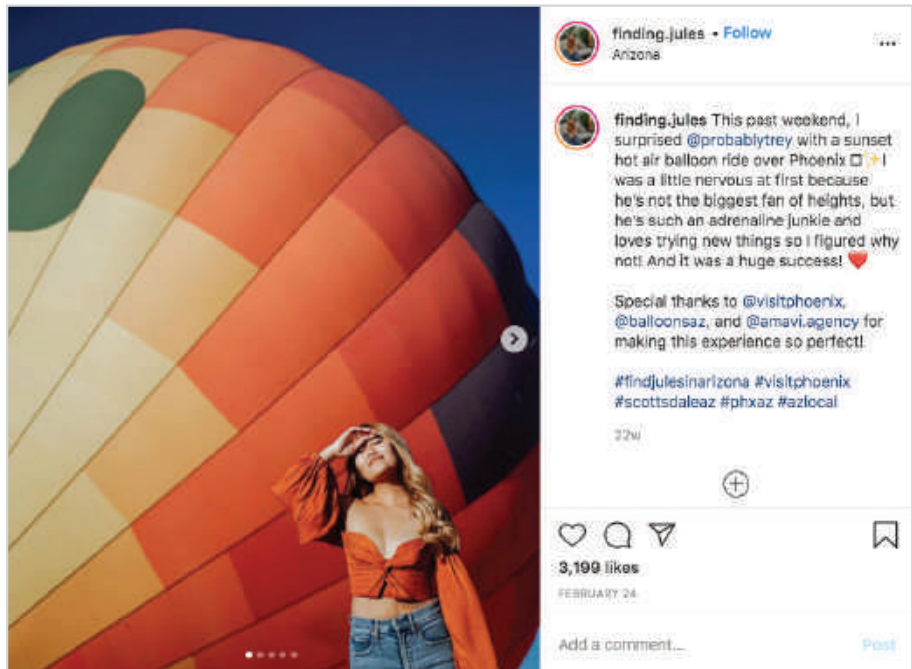 finding.jules • Follow
Arizona
finding.jules This past weekend, I
surprised @probablytrey with a sunset
hot air balloon ride over Phoenix □✨I
was a little nervous at first because
he's not the biggest fan of heights, but
he's such an adrenaline junkie and
loves trying new things so I figured why
not! And it was a huge success! ❤️
Special thanks to @visitphoenix,
@balloonsaz, and @amavi.agency for
making this experience so perfect!
#findjulesinarizona #visitphoenix
#scottsdaleaz #phxaz #azlocal
22w
3,199 likes
FEBRUARY 24
Add a comment...
Post